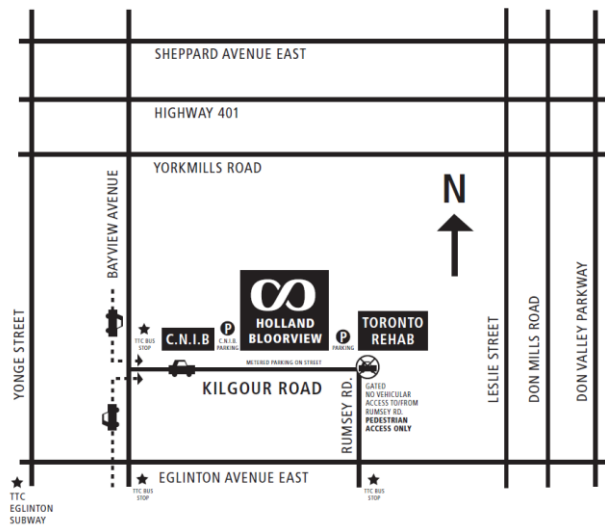 SHEPPARD AVENUE EAST
HIGHWAY 401
YORKMILLS ROAD
N
BAYVIEW AVENUE
YONGE STREET
LESLIE STREET
DON MILLS ROAD
DON VALLEY PARKWAY
TTC BUS
STOP
C.N.I.B
P
C.N.I.B.
PARKING
HOLLAND
BLOORVIEW
P
PARKING
TORONTO
REHAB
METERED PARKING ON STREET
KILGOUR ROAD
RUMSEY RD.
GATED
NO VEHICULAR
ACCESS TO/FROM
RUMSEY RD.
PEDESTRIAN
ACCESS ONLY
EGLINTON AVENUE EAST
TTC
EGLINTON
SUBWAY
TTC BUS
STOP
TTC BUS
STOP